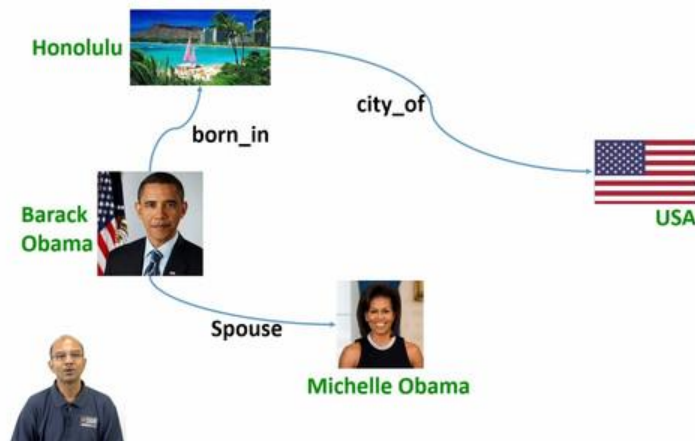 Honolulu
city_of
born_in
Barack
Obama
USA
Spouse
Michelle Obama